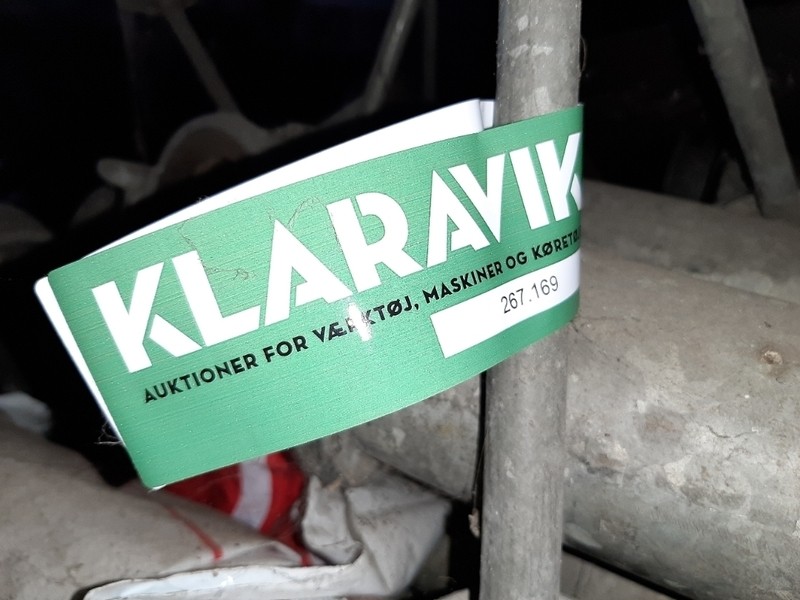 KLARAVIK
AUKTIONER FOR VÆRKTØJ, MASKINER OG
267.169